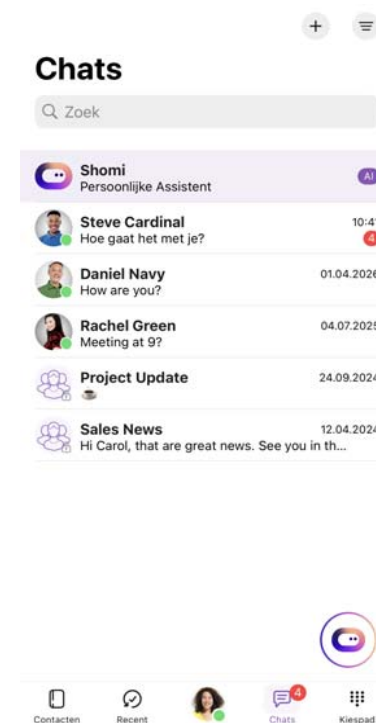 Chats
Zoek
Shomi
AI
Persoonlijke Assistent
Steve Cardinal
10:41
Hoe gaat het met je?
4
Daniel Navy
01.04.2026
How are you?
Rachel Green
04.07.2025
Meeting at 9?
Project Update
24.09.2024
Sales News
12.04.2024
Hi Carol, that are great news. See you in th...
4
Contacten
Recent
Chats
Kiespad